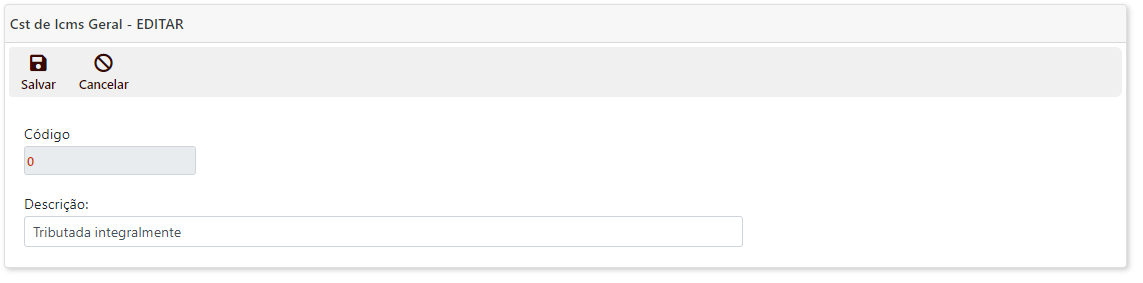 Cst de Icms Geral - EDITAR
Salvar Cancelar
Código
0
Descrição:
Tributada integralmente